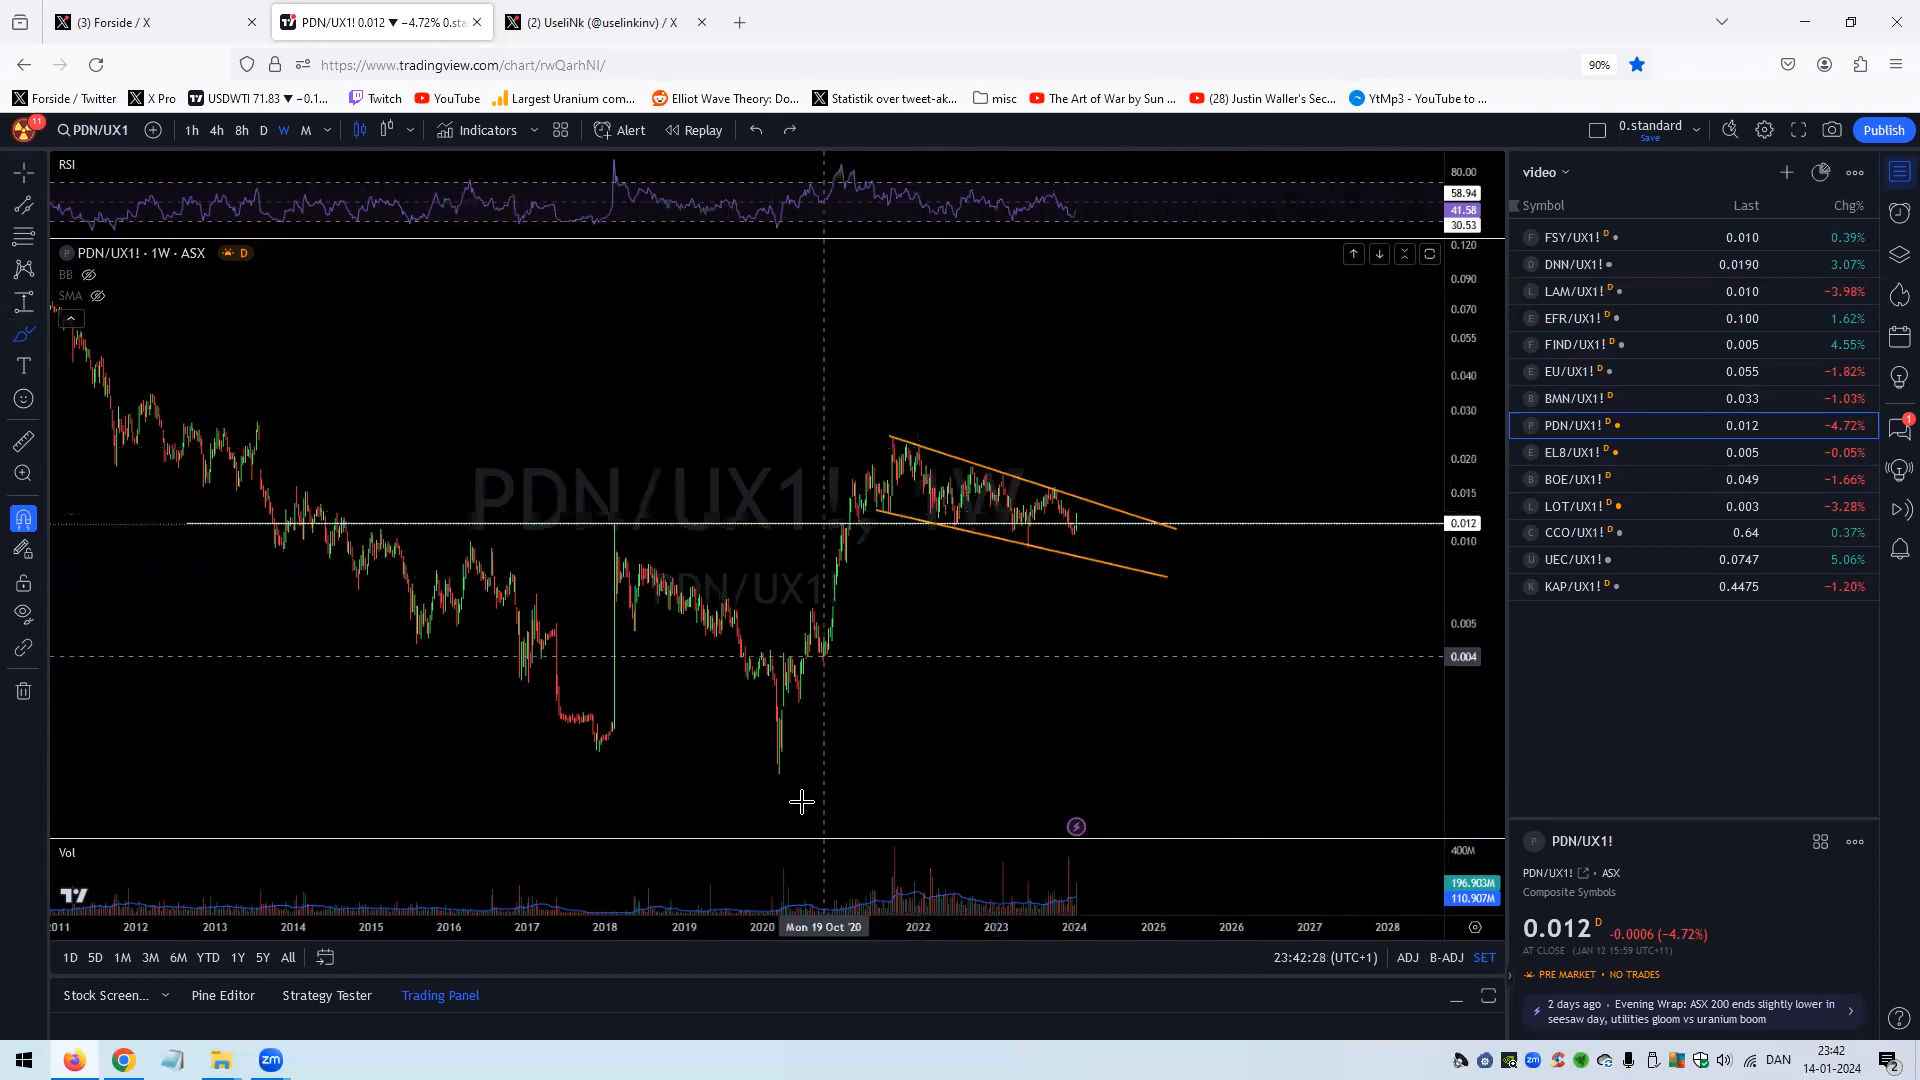 (3) Forside / X
PDN/UX1! 0.012 ▼ −4.72% 0.sta
(2) UseliNk (@uselinkinv) / X
https://www.tradingview.com/chart/rwQarhNI/
90%
Forside / Twitter
X Pro
USDWTI 71.83 ▼ −0.1...
Twitch
YouTube
Largest Uranium com...
Elliot Wave Theory: Do...
Statistik over tweet-ak...
misc
The Art of War by Sun ...
(28) Justin Waller's Sec...
YtMp3 - YouTube to ...
11
PDN/UX1
1h
4h
8h
D
W
M
Indicators
Alert
Replay
0.standard
Save
Publish
RSI
80.00
58.94
41.58
30.53
PDN/UX1! · 1W · ASX
D
BB
SMA
PDN/UX1!, 1W
PDN/UX1
0.120
0.090
0.070
0.055
0.040
0.030
0.020
0.015
0.012
0.010
0.005
0.004
Vol
400M
196.903M
110.907M
2011
2012
2013
2014
2015
2016
2017
2018
2019
2020
Mon 19 Oct '20
2022
2023
2024
2025
2026
2027
2028
1D
5D
1M
3M
6M
YTD
1Y
5Y
All
23:42:28 (UTC+1)
ADJ
B-ADJ
SET
Stock Screen...
Pine Editor
Strategy Tester
Trading Panel
video
Symbol
Last
Chg%
FSY/UX1! D 0.010 0.39%
DNN/UX1! 0.0190 3.07%
LAM/UX1! D 0.010 −3.98%
EFR/UX1! D 0.100 1.62%
FIND/UX1! D 0.005 4.55%
EU/UX1! D 0.055 −1.82%
BMN/UX1! D 0.033 −1.03%
PDN/UX1! D 0.012 −4.72%
EL8/UX1! D 0.005 −0.05%
BOE/UX1! D 0.049 −1.66%
LOT/UX1! D 0.003 −3.28%
CCO/UX1! D 0.64 0.37%
UEC/UX1! 0.0747 5.06%
KAP/UX1! D 0.4475 −1.20%
1
PDN/UX1!
PDN/UX1! • ASX
Composite Symbols
0.012 D -0.0006 (−4.72%)
AT CLOSE (JAN 12 15:59 UTC+11)
PRE MARKET • NO TRADES
2 days ago • Evening Wrap: ASX 200 ends slightly lower in
seesaw day, utilities gloom vs uranium boom
zm
zm
DAN
23:42
14-01-2024
2